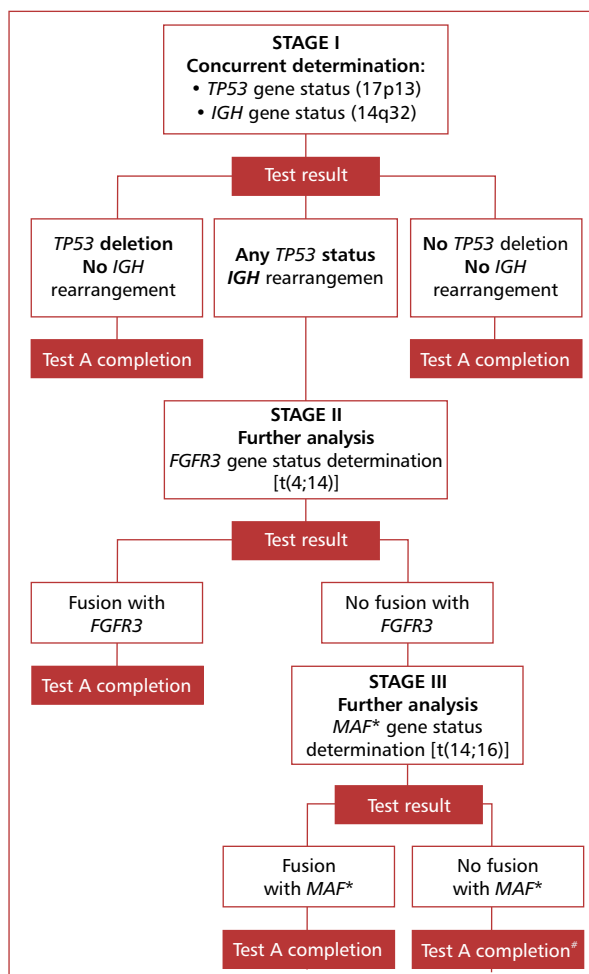 STAGE I
Concurrent determination:
• TP53 gene status (17p13)
• IGH gene status (14q32)
Test result
TP53 deletion
No IGH
rearrangement
Any TP53 status
IGH rearrangemen
No TP53 deletion
No IGH
rearrangement
Test A completion
Test A completion
STAGE II
Further analysis
FGFR3 gene status determination
[t(4;14)]
Test result
Fusion with
FGFR3
No fusion with
FGFR3
Test A completion
STAGE III
Further analysis
MAF* gene status
determination [t(14;16)]
Test result
Fusion
with MAF*
No fusion
with MAF*
Test A completion
Test A completion#